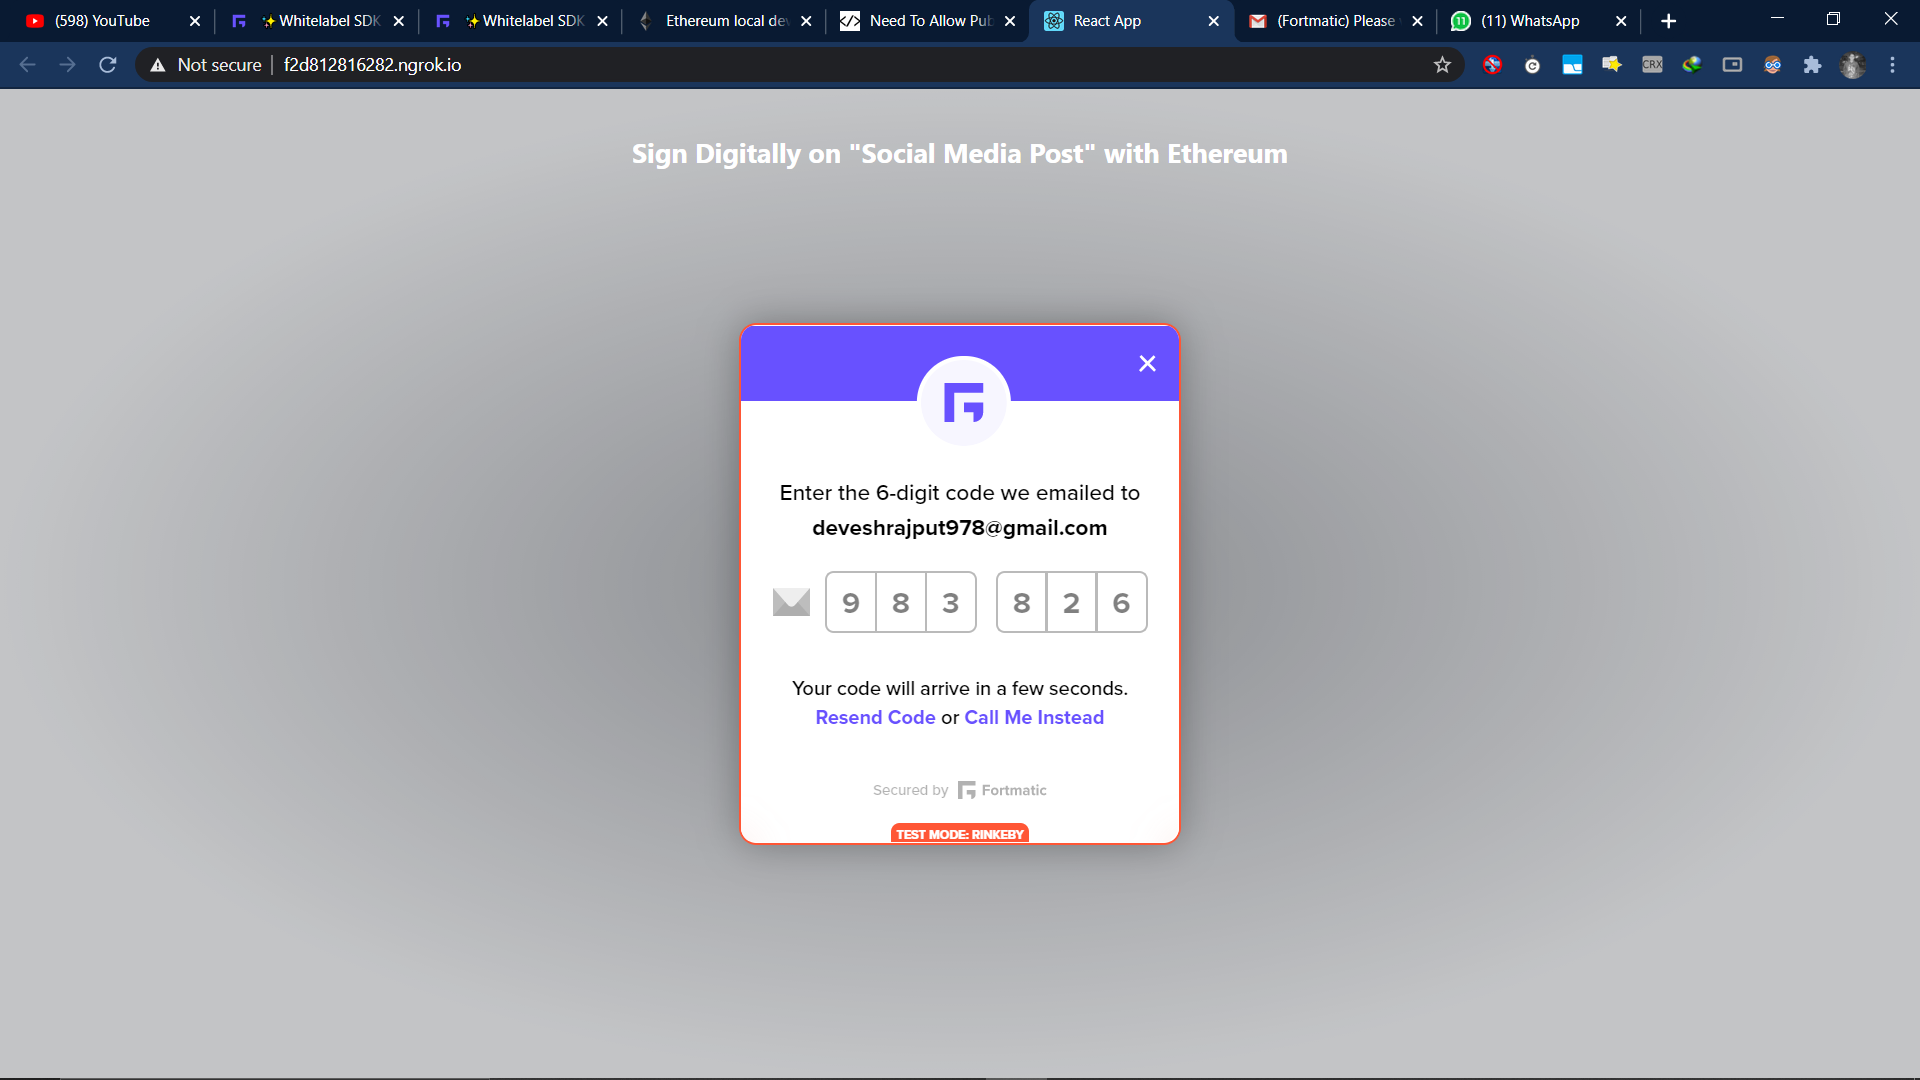 (598) YouTube
✨Whitelabel SDK
✨Whitelabel SDK
Ethereum local dev
Need To Allow Pub
React App
(Fortmatic) Please
11
(11) WhatsApp
Not secure
f2d812816282.ngrok.io
CRX
Sign Digitally on "Social Media Post" with Ethereum
Enter the 6-digit code we emailed to
deveshrajput978@gmail.com
9 8 3 8 2 6
Your code will arrive in a few seconds.
Resend Code or Call Me Instead
Secured by Fortmatic
TEST MODE: RINKEBY